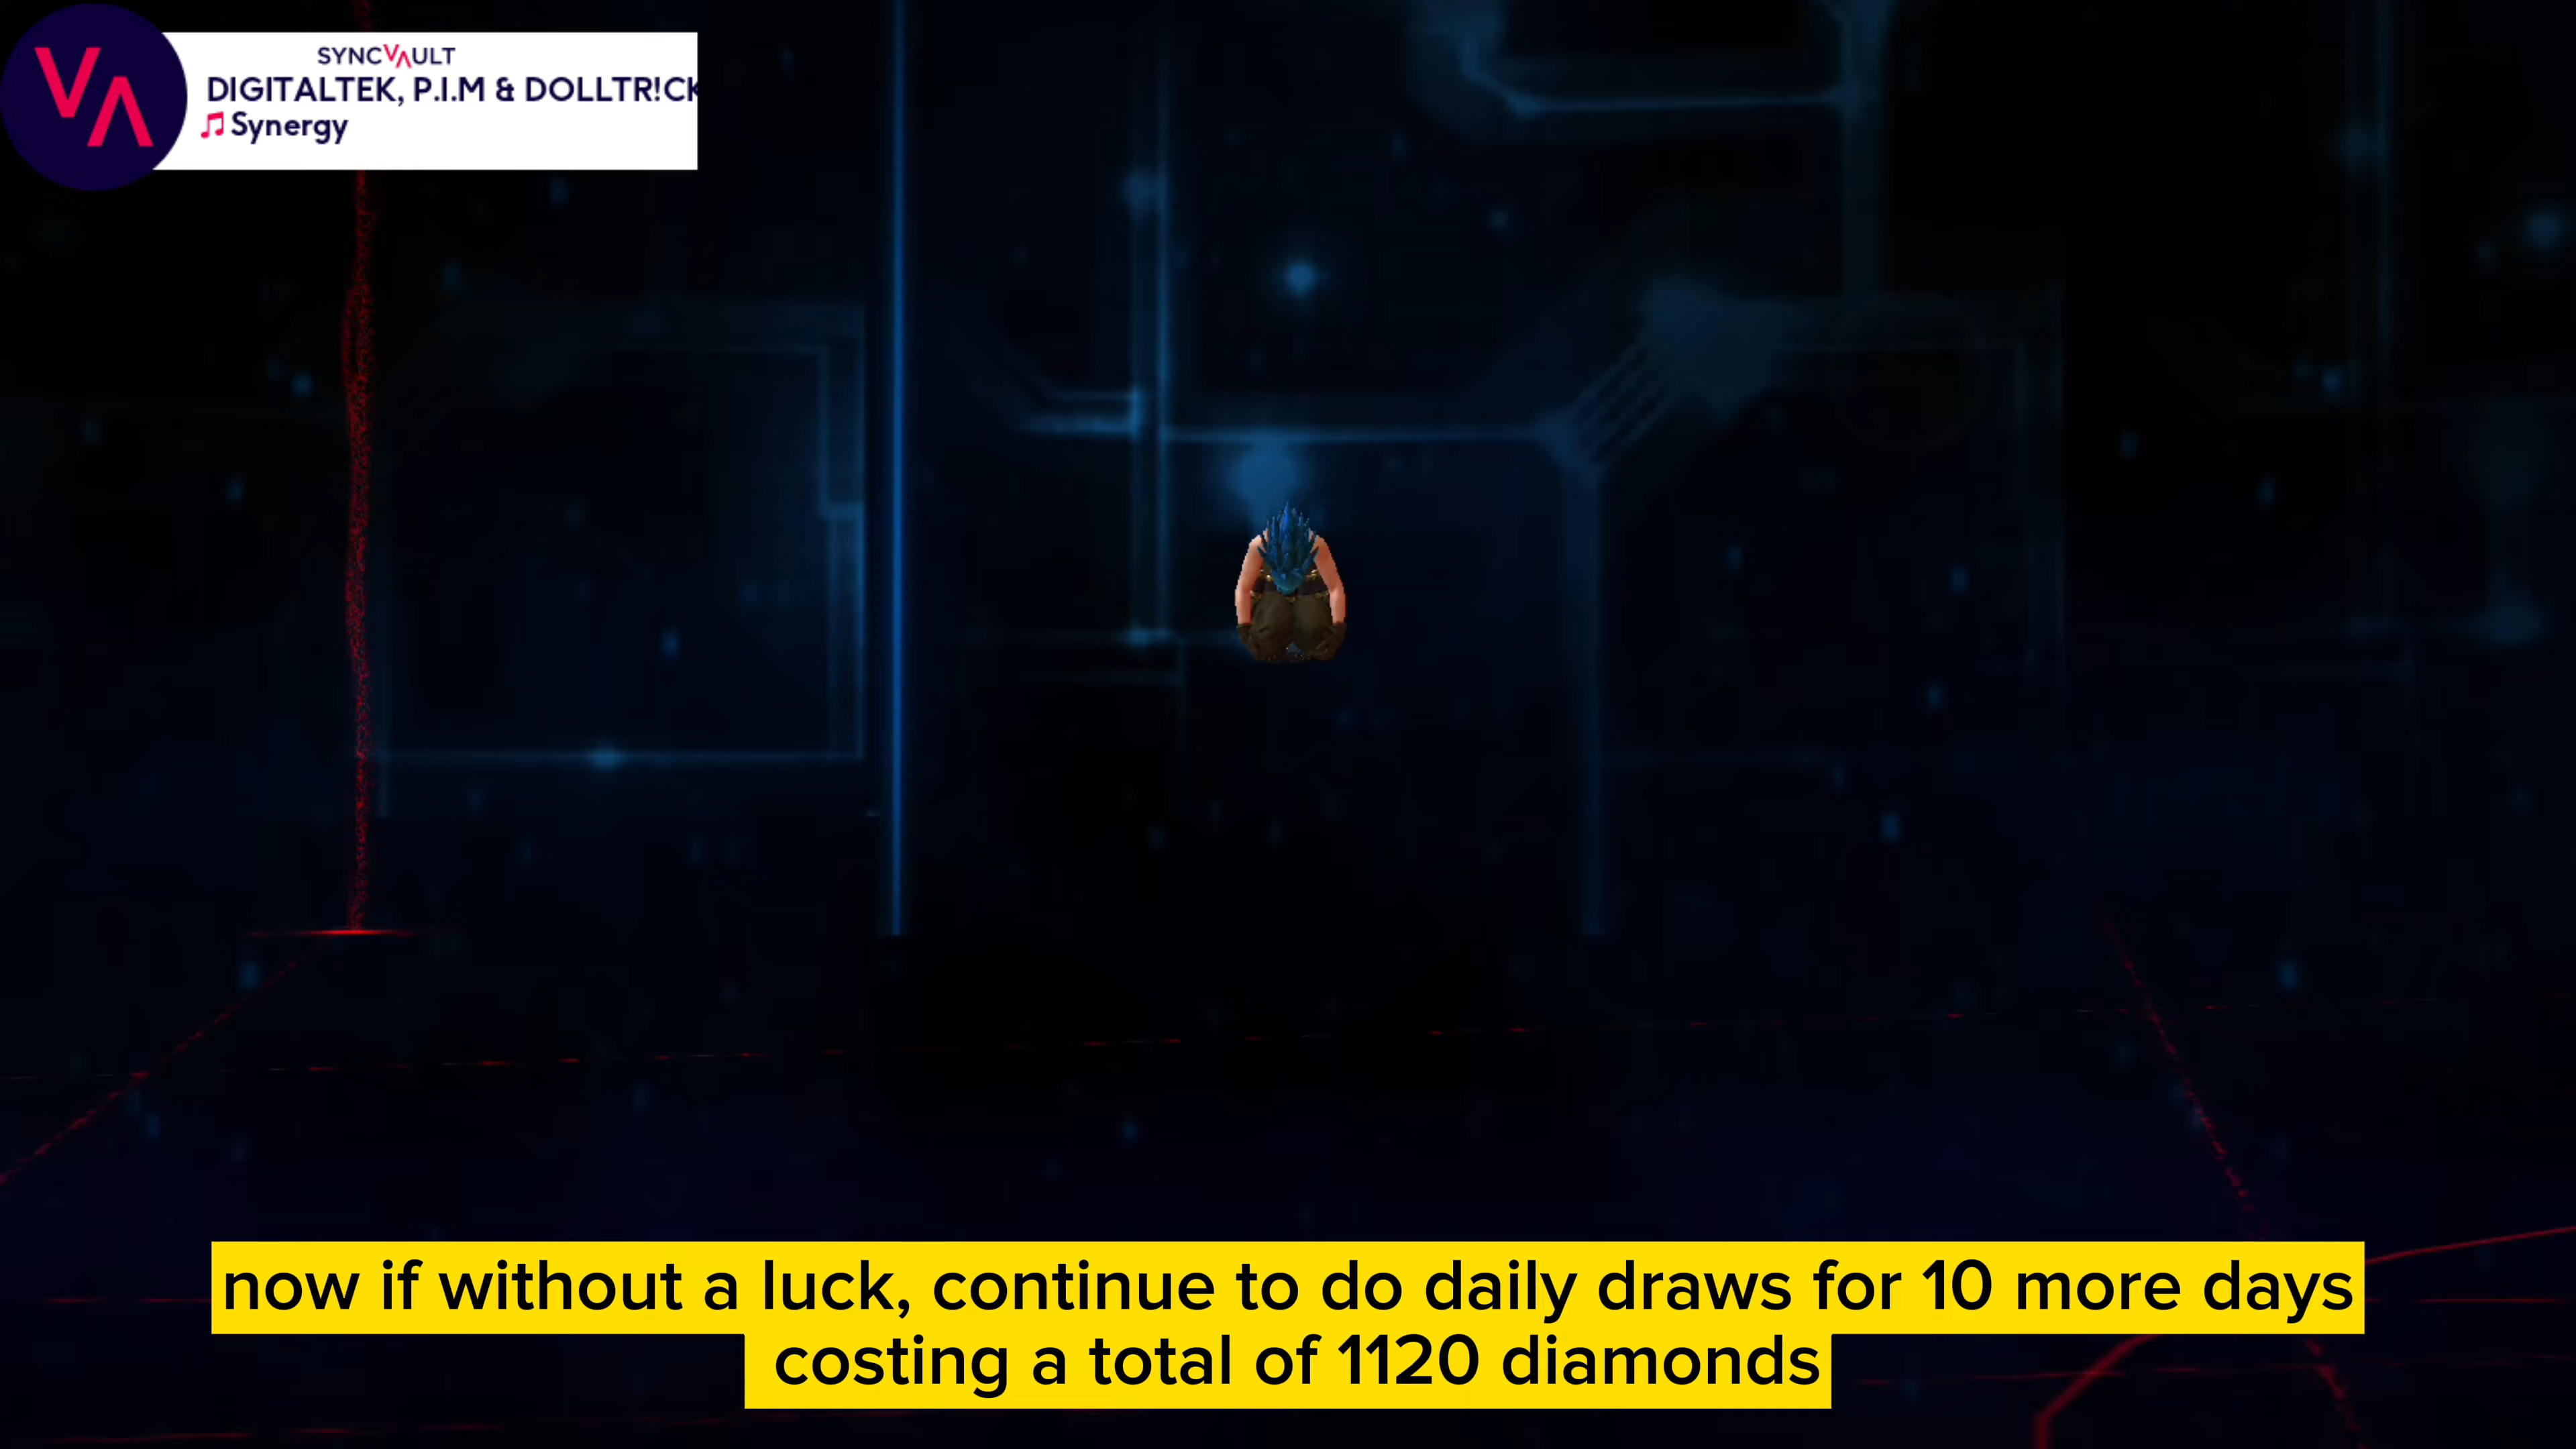 SYNCVAULT
DIGITALTEK, P.I.M & DOLLTR!CK
Synergy
now if without a luck, continue to do daily draws for 10 more days
costing a total of 1120 diamonds